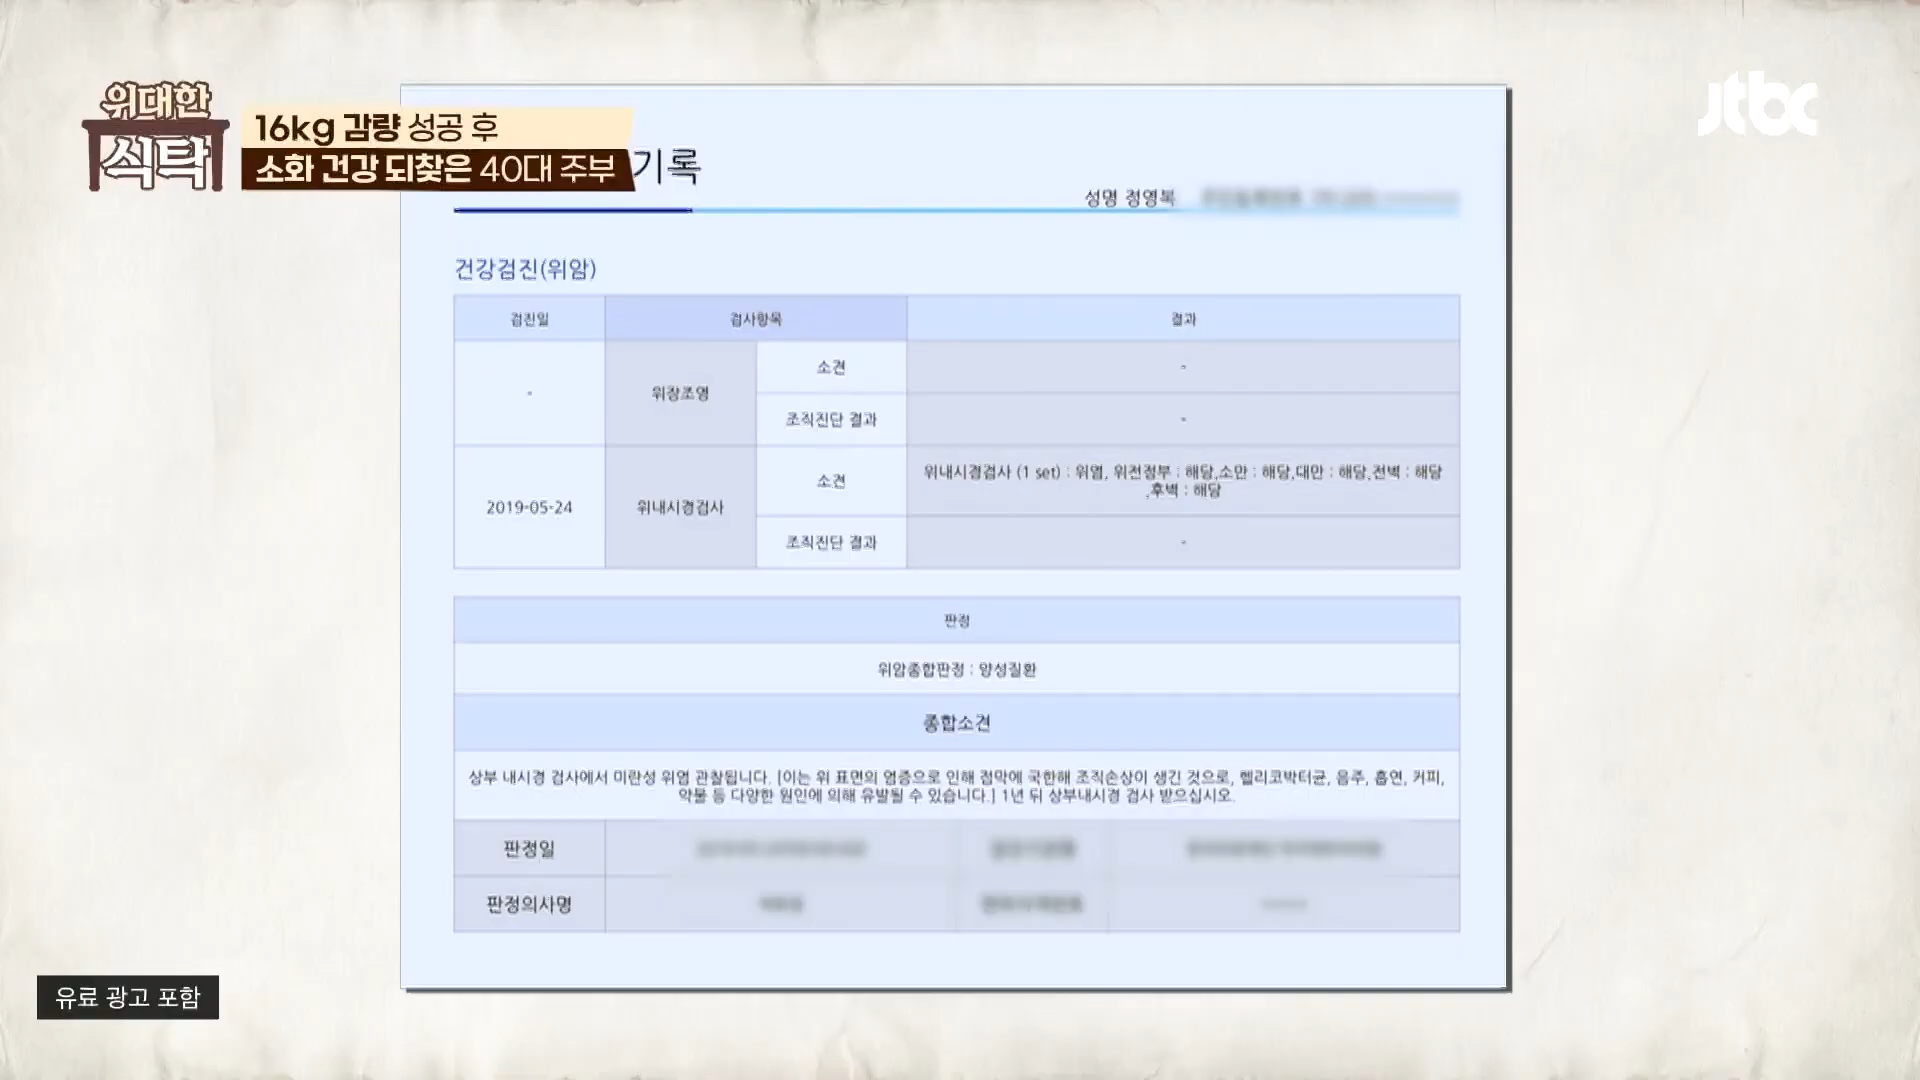 위대한
식탁
16kg 감량 성공 후
소화 건강 되찾은 40대 주부
jtbc
기록
성명 정영복
건강검진(위암)
검진일 검사항목 결과
- 위장조영 소견 -
조직진단 결과 -
2019-05-24 위내시경검사 소견 위내시경검사 (1 set) : 위염, 위전정부 : 해당,소만 : 해당,대만 : 해당,전벽 : 해당
,후벽 : 해당
조직진단 결과 -
판정
위암종합판정 : 양성질환
종합소견
상부 내시경 검사에서 미란성 위염 관찰됩니다. [이는 위 표면의 염증으로 인해 점막에 국한해 조직손상이 생긴 것으로, 헬리코박터균, 음주, 흡연, 커피,
약물 등 다양한 원인에 의해 유발될 수 있습니다.] 1년 뒤 상부내시경 검사 받으십시오.
판정일
판정의사명
유료 광고 포함